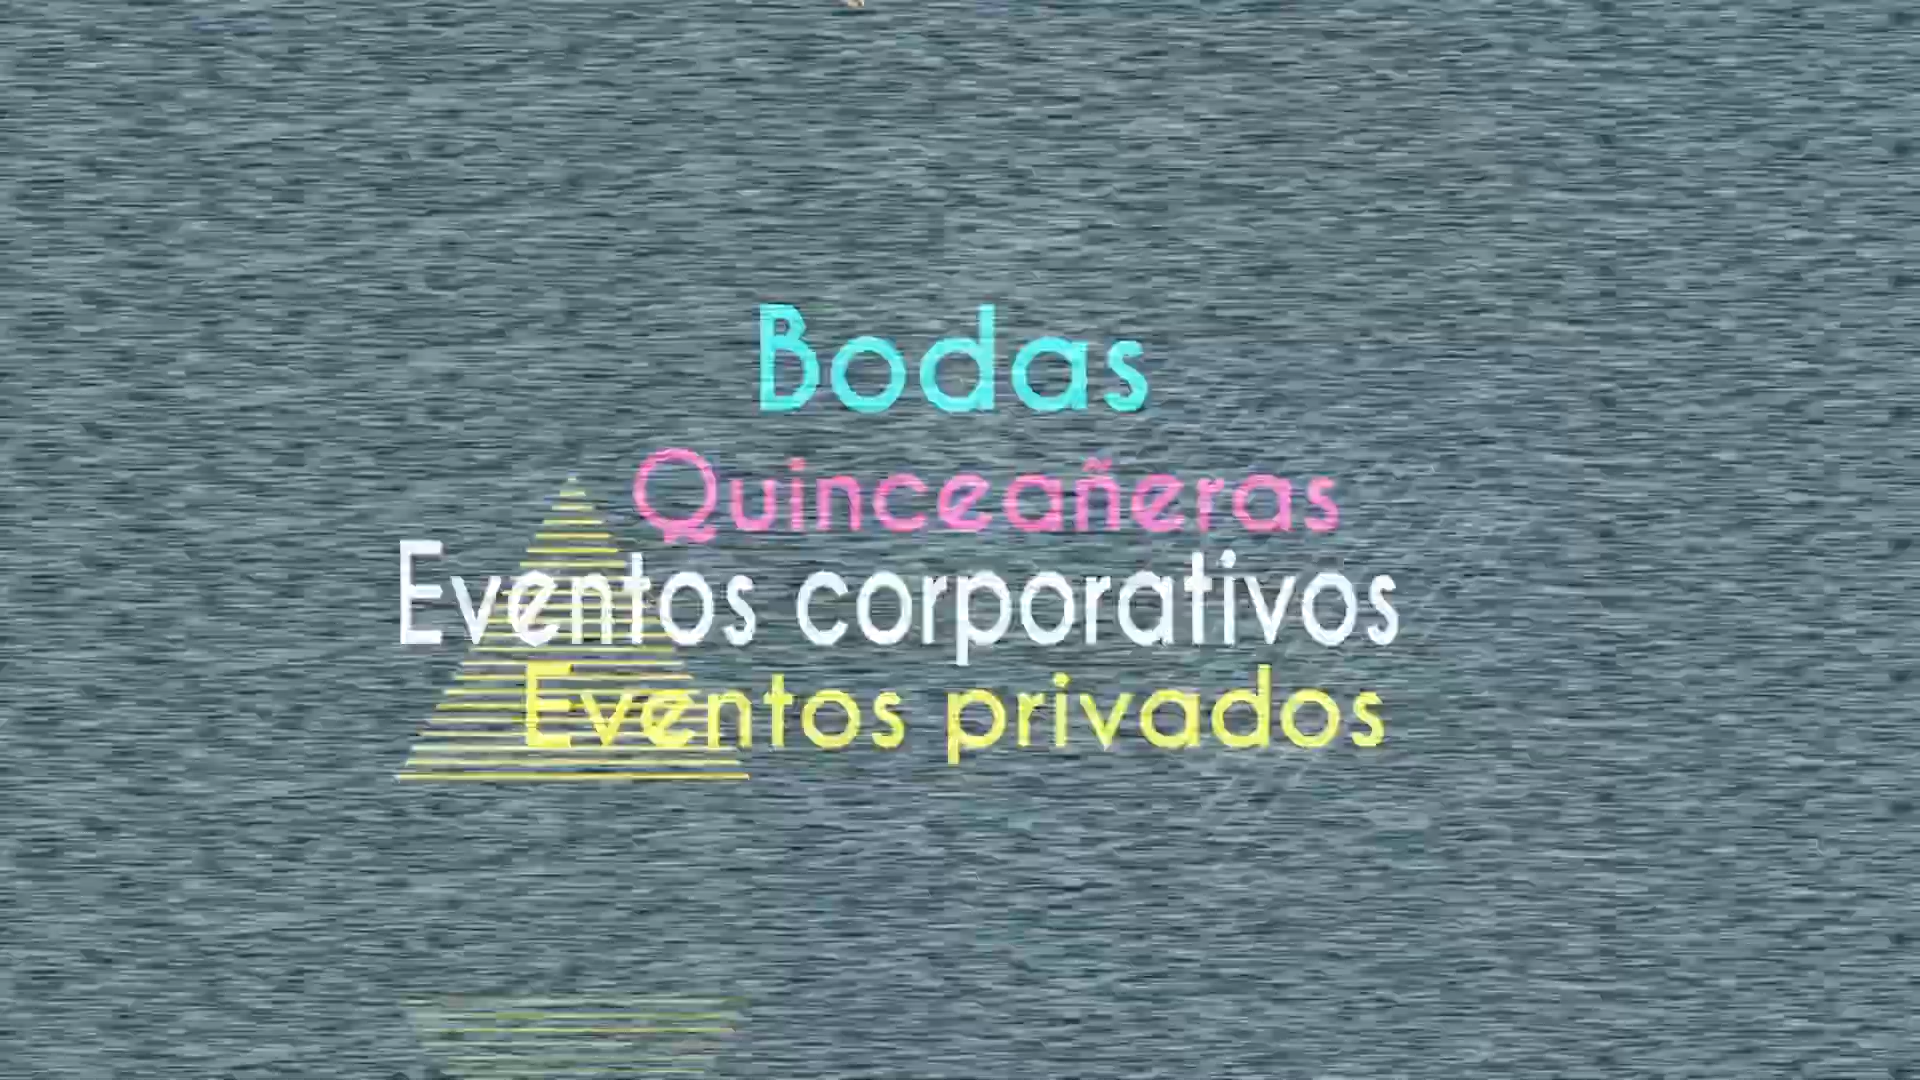 Bodas
Quinceañeras
Eventos corporativos
Eventos privados